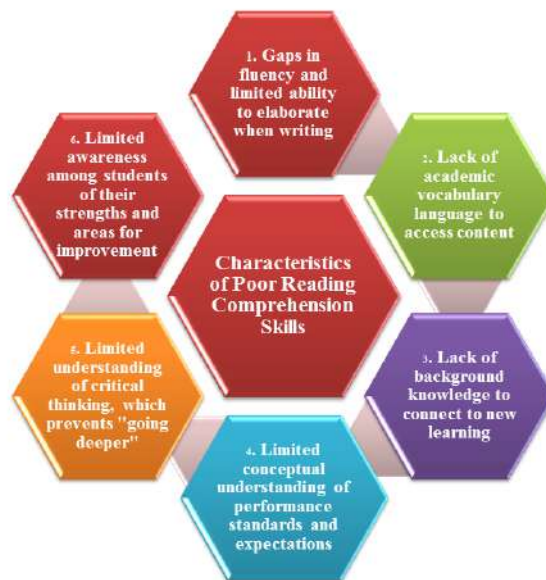 1. Gaps in
fluency and
limited ability
to elaborate
when writing
2. Lack of
academic
vocabulary
language to
access content
3. Lack of
background
knowledge to
connect to new
learning
4. Limited
conceptual
understanding of
performance
standards and
expectations
5. Limited
understanding
of critical
thinking, which
prevents "going
deeper"
6. Limited
awareness
among students
of their
strengths and
areas for
improvement
Characteristics
of Poor Reading
Comprehension
Skills